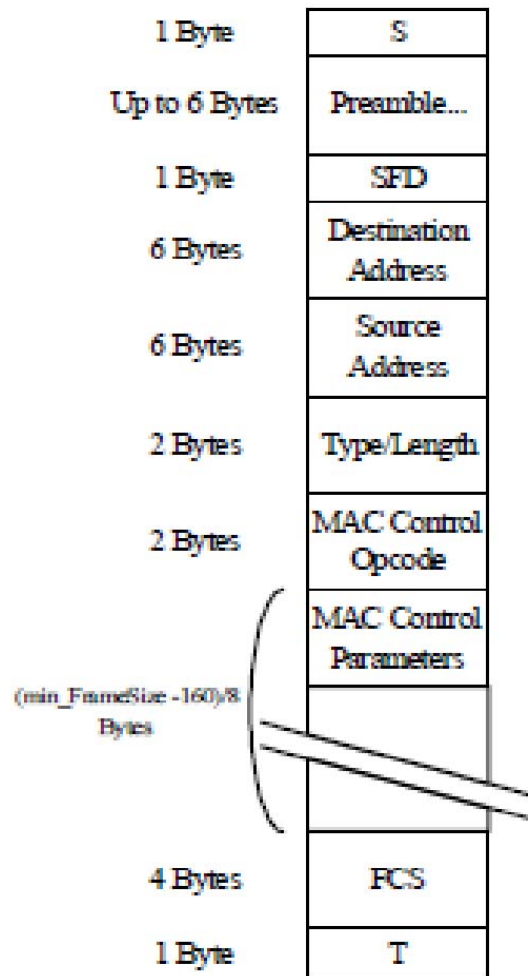 1 Byte S
Up to 6 Bytes Preamble...
1 Byte SFD
6 Bytes Destination Address
6 Bytes Source Address
2 Bytes Type/Length
2 Bytes MAC Control Opcode
MAC Control Parameters
(min_FrameSize -160)/8
Bytes
4 Bytes FCS
1 Byte T